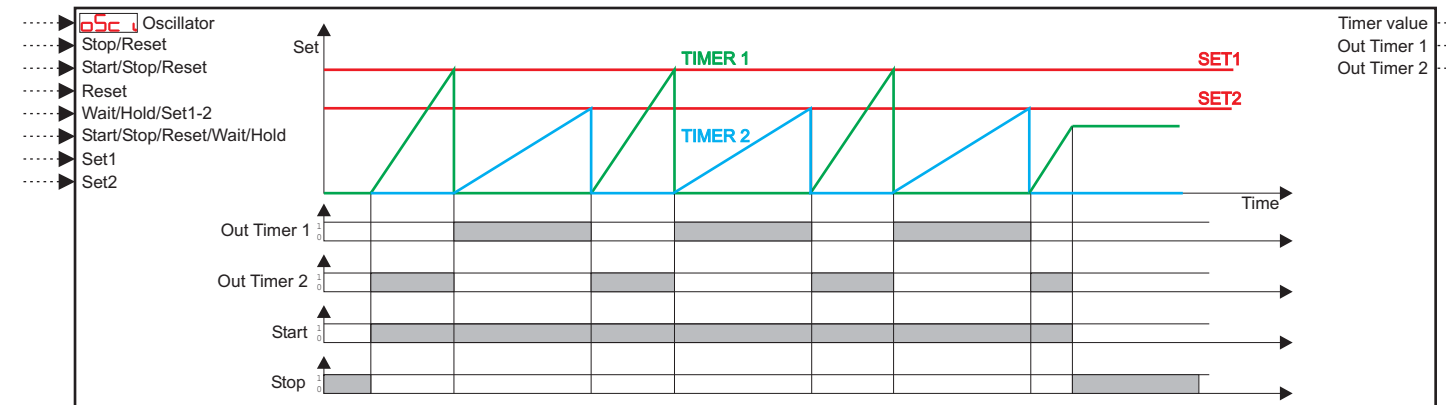 oSc i Oscillator
Stop/Reset
Start/Stop/Reset
Reset
Wait/Hold/Set1-2
Start/Stop/Reset/Wait/Hold
Set1
Set2
Set
TIMER 1
SET1
SET2
TIMER 2
Time
Timer value
Out Timer 1
Out Timer 2
Out Timer 1
1
0
Out Timer 2
1
0
Start
1
0
Stop
1
0